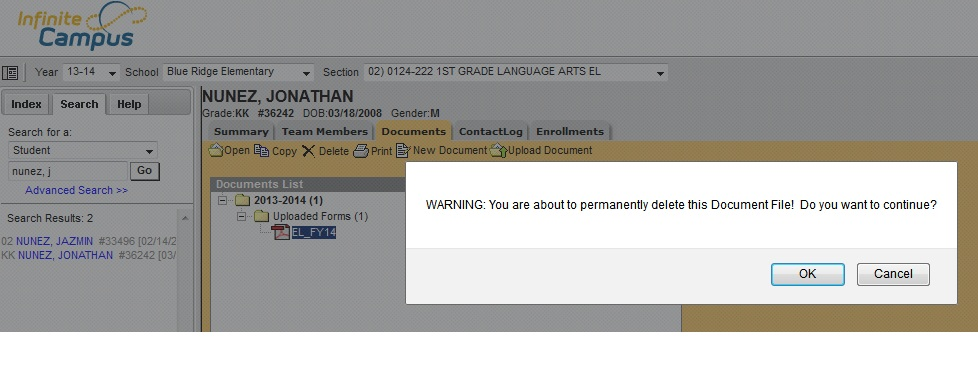 Infinite
Campus
Year 13-14 School Blue Ridge Elementary Section 02) 0124-222 1ST GRADE LANGUAGE ARTS EL
Index Search Help
Search for a:
Student
nunez, j Go
Advanced Search >>
Search Results: 2
02 NUNEZ, JAZMIN #33496 [02/14/2
KK NUNEZ, JONATHAN #36242 [03/
NUNEZ, JONATHAN
Grade:KK #36242 DOB:03/18/2008 Gender:M
Summary Team Members Documents ContactLog Enrollments
Open Copy Delete Print New Document Upload Document
Documents List
2013-2014 (1)
Uploaded Forms (1)
EL_FY14
WARNING: You are about to permanently delete this Document File! Do you want to continue?
OK Cancel